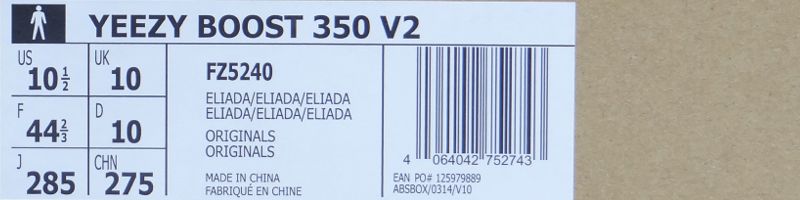 YEEZY BOOST 350 V2
US 10 1/2
UK 10
F 44 2/3
D 10
J 285
CHN 275
FZ5240
ELIADA/ELIADA/ELIADA
ELIADA/ELIADA/ELIADA
ORIGINALS
ORIGINALS
MADE IN CHINA
FABRIQUÉ EN CHINE
4 064042 752743
EAN PO# 125979889
ABSBOX/0314/V10